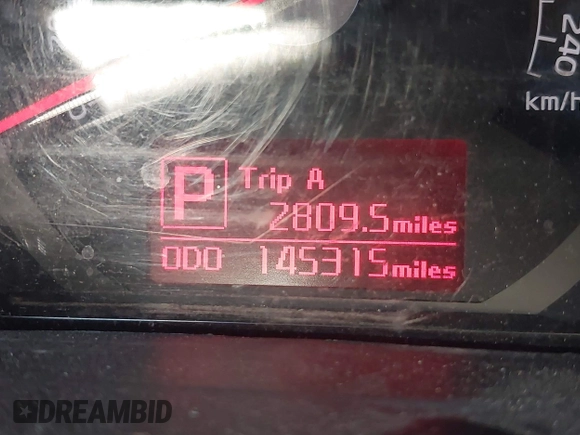 240
km/h
P
Trip A
2809.5miles
ODO 145315miles
DREAMBID